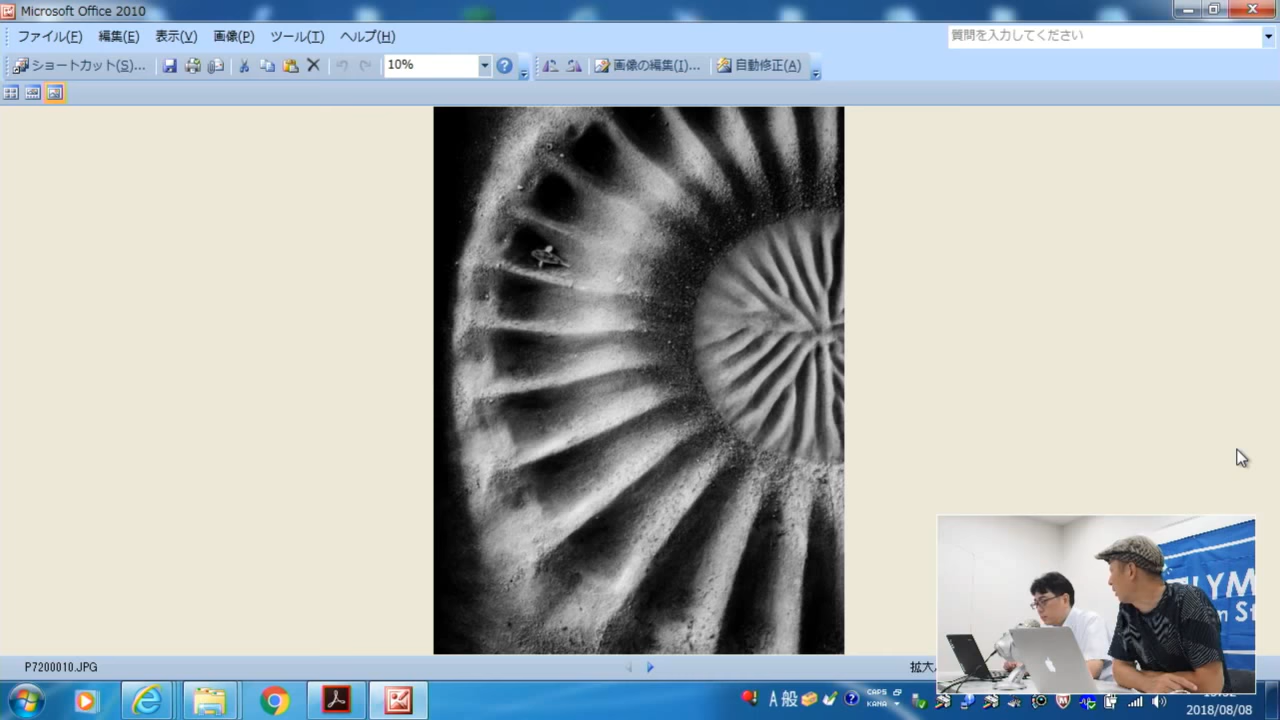 Microsoft Office 2010
ファイル(F) 編集(E) 表示(V) 画像(P) ツール(T) ヘルプ(H)
質問を入力してください
ショートカット(S)...
10%
画像の編集(I)...
自動修正(A)
P7200010.JPG
A 般
CAPS
KANA
2018/08/08